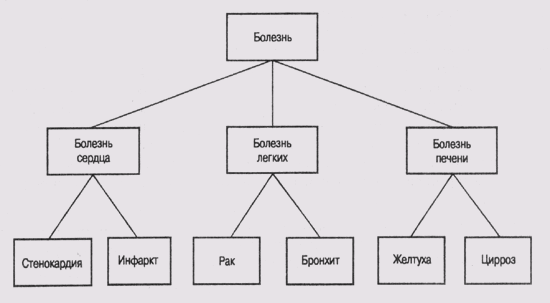 Болезнь
Болезнь
сердца
Болезнь
легких
Болезнь
печени
Стенокардия
Инфаркт
Рак
Бронхит
Желтуха
Цирроз